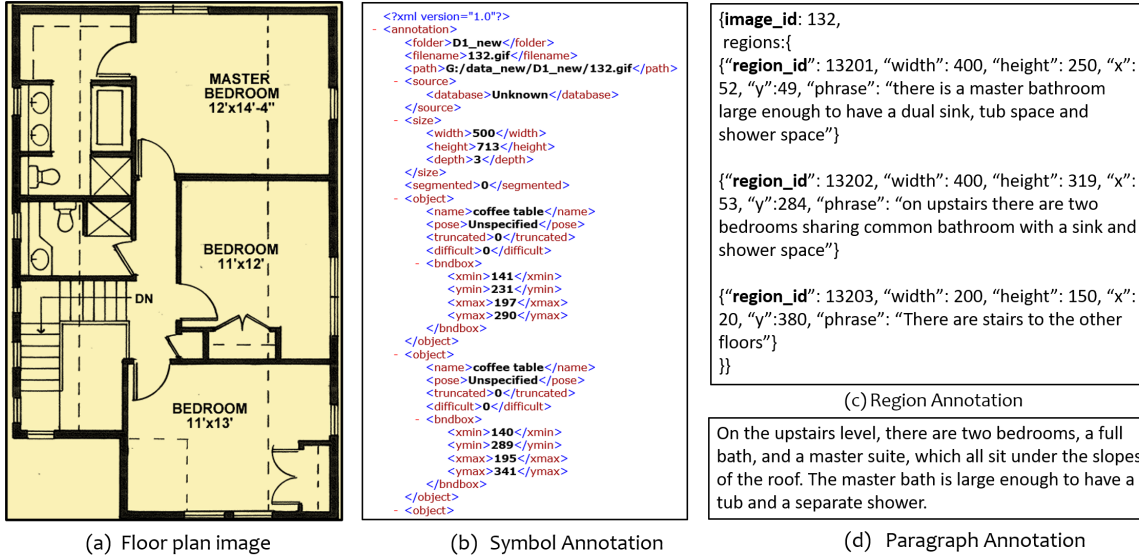 MASTER
BEDROOM
12'x14'-4"
BEDROOM
11'x12'
DN
BEDROOM
11'x13'
(a) Floor plan image
<?xml version="1.0"?>
- <annotation>
<folder>D1_new</folder>
<filename>132.gif</filename>
<path>G:/data_new/D1_new/132.gif</path>
- <source>
<database>Unknown</database>
</source>
- <size>
<width>500</width>
<height>713</height>
<depth>3</depth>
</size>
<segmented>0</segmented>
- <object>
<name>coffee table</name>
<pose>Unspecified</pose>
<truncated>0</truncated>
<difficult>0</difficult>
- <bndbox>
<xmin>141</xmin>
<ymin>231</ymin>
<xmax>197</xmax>
<ymax>290</ymax>
</bndbox>
</object>
- <object>
<name>coffee table</name>
<pose>Unspecified</pose>
<truncated>0</truncated>
<difficult>0</difficult>
- <bndbox>
<xmin>140</xmin>
<ymin>289</ymin>
<xmax>195</xmax>
<ymax>341</ymax>
</bndbox>
</object>
- <object>
(b) Symbol Annotation
{image_id: 132,
regions:{
{“region_id”: 13201, “width”: 400, “height”: 250, “x”:
52, “y”:49, “phrase”: “there is a master bathroom
large enough to have a dual sink, tub space and
shower space”}
{“region_id”: 13202, “width”: 400, “height”: 319, “x”:
53, “y”:284, “phrase”: “on upstairs there are two
bedrooms sharing common bathroom with a sink and
shower space”}
{“region_id”: 13203, “width”: 200, “height”: 150, “x”:
20, “y”:380, “phrase”: “There are stairs to the other
floors”}
}}
(c) Region Annotation
On the upstairs level, there are two bedrooms, a full
bath, and a master suite, which all sit under the slopes
of the roof. The master bath is large enough to have a
tub and a separate shower.
(d) Paragraph Annotation